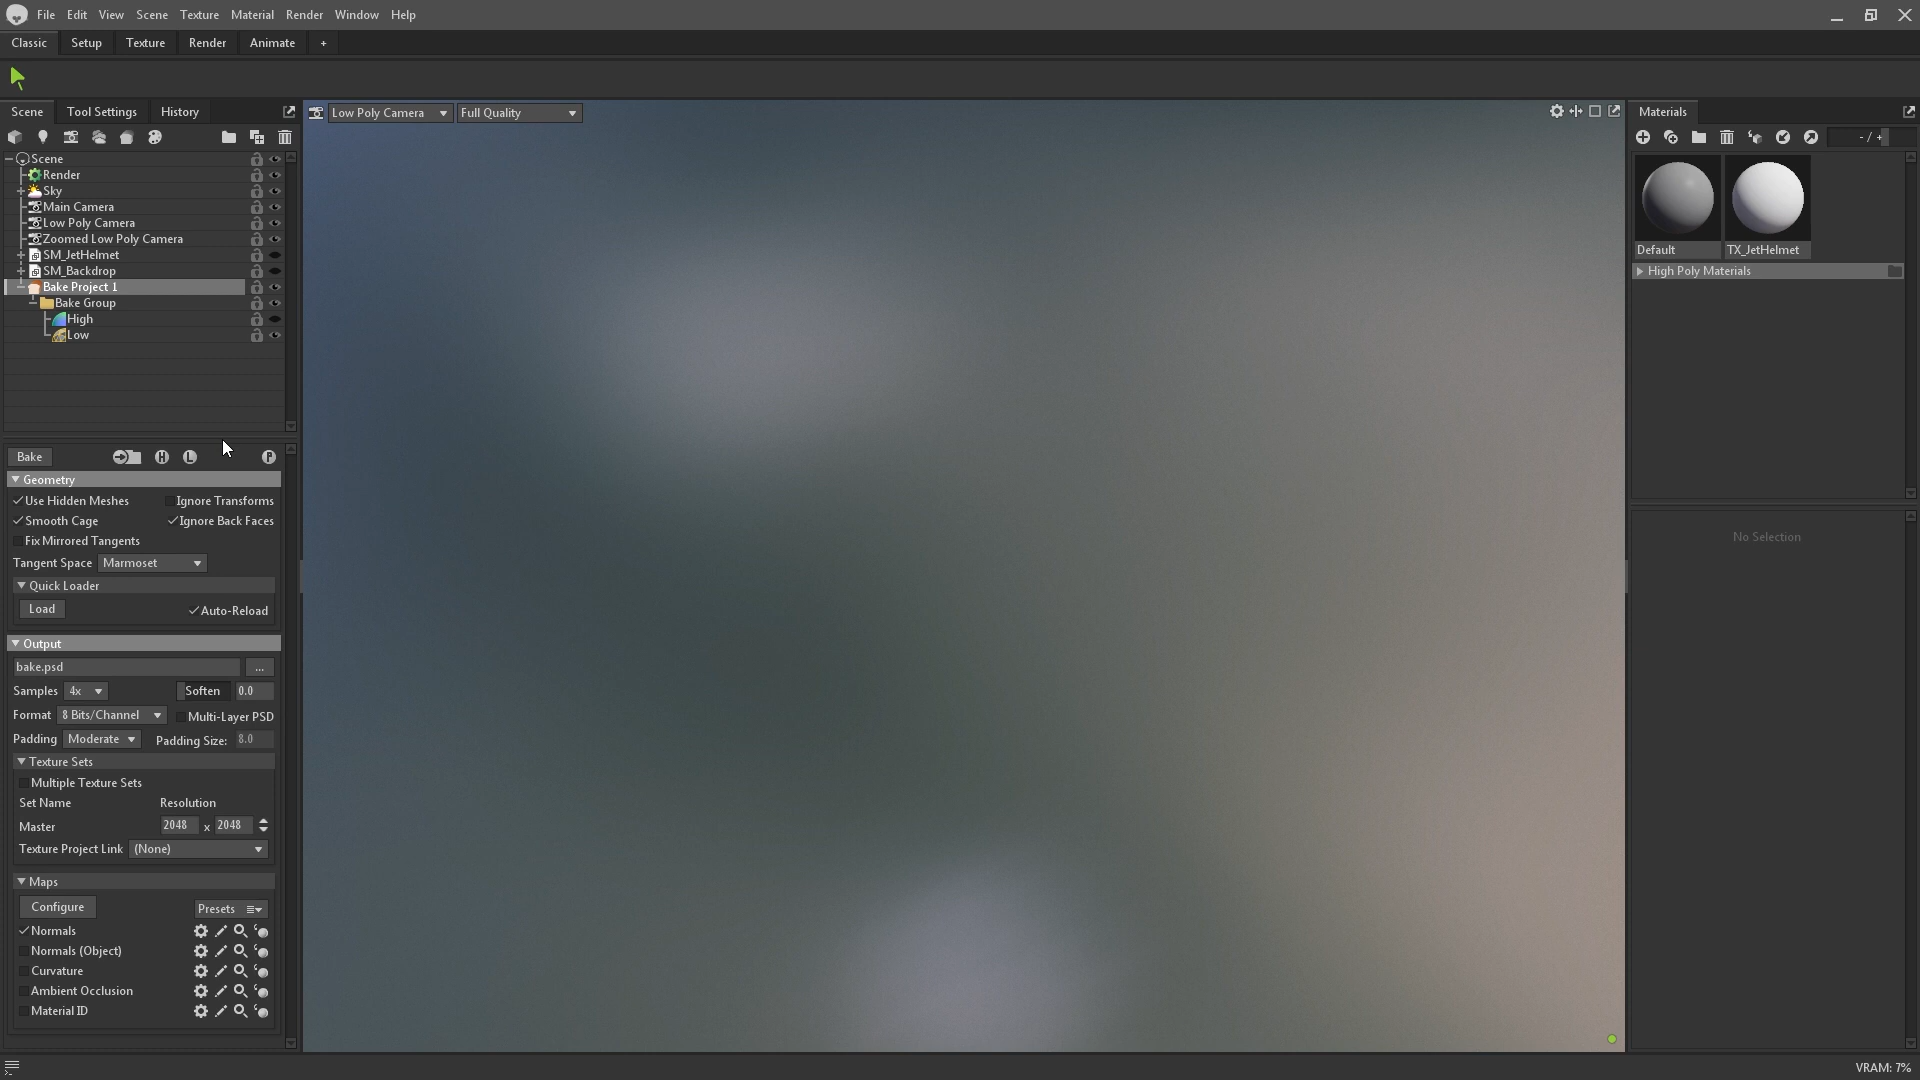 File Edit View Scene Texture Material Render Window Help
Classic Setup Texture Render Animate +
Scene Tool Settings History
Low Poly Camera Full Quality
Materials
- / +
Scene
Render
Sky
Main Camera
Low Poly Camera
Zoomed Low Poly Camera
SM_JetHelmet
SM_Backdrop
Bake Project 1
Bake Group
High
Low
Default TX_JetHelmet
High Poly Materials
Bake H L P
Geometry
Use Hidden Meshes Ignore Transforms
Smooth Cage Ignore Back Faces
Fix Mirrored Tangents
Tangent Space Marmoset
Quick Loader
Load Auto-Reload
Output
bake.psd ...
Samples 4x Soften 0.0
Format 8 Bits/Channel Multi-Layer PSD
Padding Moderate Padding Size: 8.0
Texture Sets
Multiple Texture Sets
Set Name Resolution
Master 2048 x 2048
Texture Project Link (None)
Maps
Configure Presets
Normals
Normals (Object)
Curvature
Ambient Occlusion
Material ID
No Selection
VRAM: 7%